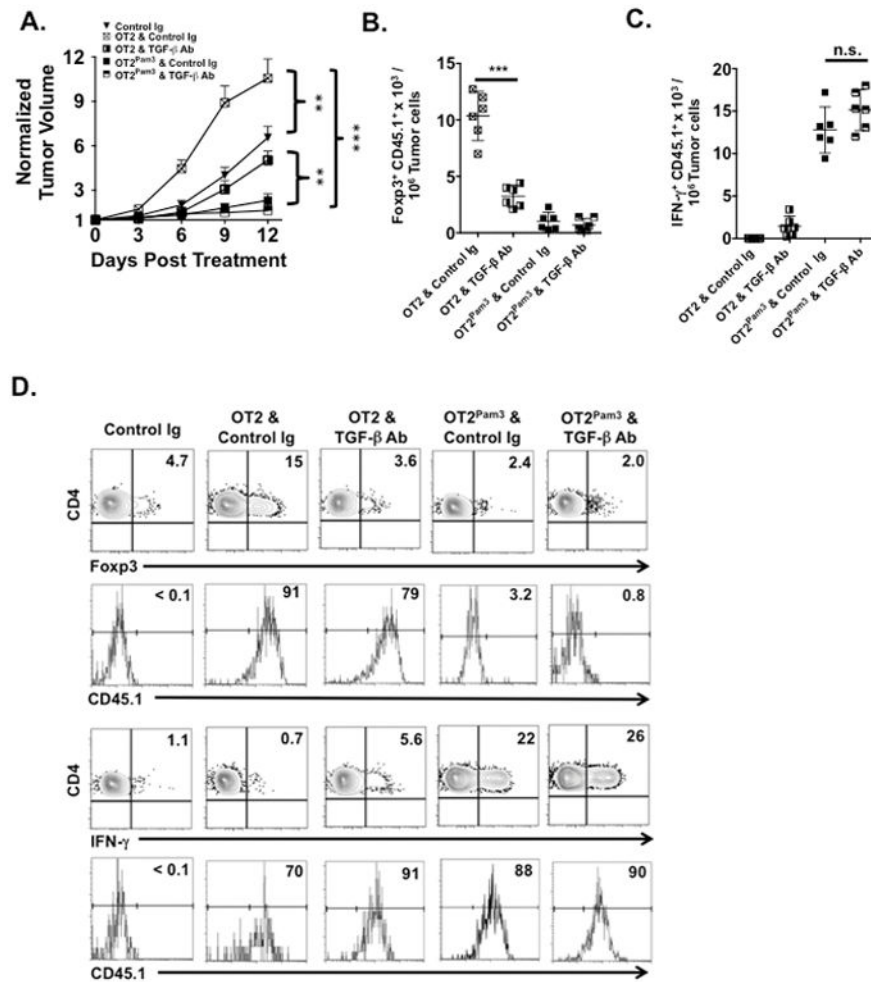 A.
Control Ig
OT2 & Control Ig
OT2 & TGF-β Ab
OT2Pam3 & Control Ig
OT2Pam3 & TGF-β Ab
Normalized
Tumor Volume
12
11
9
7
5
3
1
0 3 6 9 12
Days Post Treatment
**
**
***
B.
Foxp3+ CD45.1+ x 10³ /
10⁶ Tumor cells
15
10
5
0
***
OT2 & Control Ig
OT2 & TGF-β Ab
OT2Pam3 & Control Ig
OT2Pam3 & TGF-β Ab
C.
IFN-γ+ CD45.1+ x 10³ /
10⁶ Tumor cells
20
15
10
5
0
n.s.
OT2 & Control Ig
OT2 & TGF-β Ab
OT2Pam3 & Control Ig
OT2Pam3 & TGF-β Ab
D.
Control Ig
OT2 &
Control Ig
OT2 &
TGF-β Ab
OT2Pam3 &
Control Ig
OT2Pam3 &
TGF-β Ab
CD4
4.7 15 3.6 2.4 2.0
Foxp3
< 0.1 91 79 3.2 0.8
CD45.1
CD4
1.1 0.7 5.6 22 26
IFN-γ
< 0.1 70 91 88 90
CD45.1